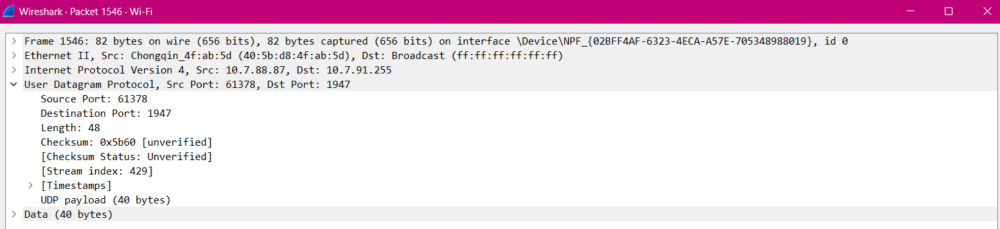 Wireshark · Packet 1546 · Wi-Fi
Frame 1546: 82 bytes on wire (656 bits), 82 bytes captured (656 bits) on interface \Device\NPF_{02BFF4AF-6323-4ECA-A57E-705348988019}, id 0
Ethernet II, Src: Chongqin_4f:ab:5d (40:5b:d8:4f:ab:5d), Dst: Broadcast (ff:ff:ff:ff:ff:ff)
Internet Protocol Version 4, Src: 10.7.88.87, Dst: 10.7.91.255
User Datagram Protocol, Src Port: 61378, Dst Port: 1947
Source Port: 61378
Destination Port: 1947
Length: 48
Checksum: 0x5b60 [unverified]
[Checksum Status: Unverified]
[Stream index: 429]
[Timestamps]
UDP payload (40 bytes)
Data (40 bytes)